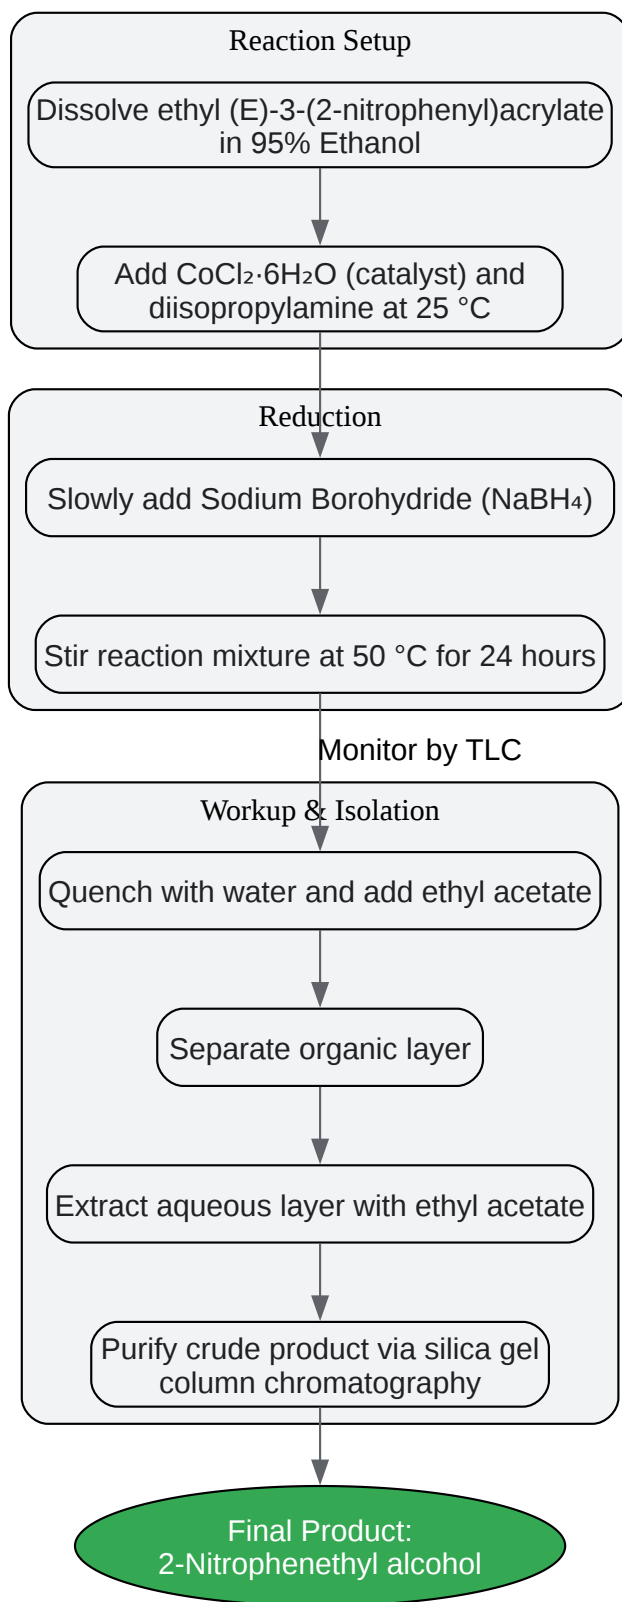 Reaction Setup
Dissolve ethyl (E)-3-(2-nitrophenyl)acrylate
in 95% Ethanol
Add CoCl₂·6H₂O (catalyst) and
diisopropylamine at 25 °C
Reduction
Slowly add Sodium Borohydride (NaBH₄)
Stir reaction mixture at 50 °C for 24 hours
Monitor by TLC
Workup & Isolation
Quench with water and add ethyl acetate
Separate organic layer
Extract aqueous layer with ethyl acetate
Purify crude product via silica gel
column chromatography
Final Product:
2-Nitrophenethyl alcohol